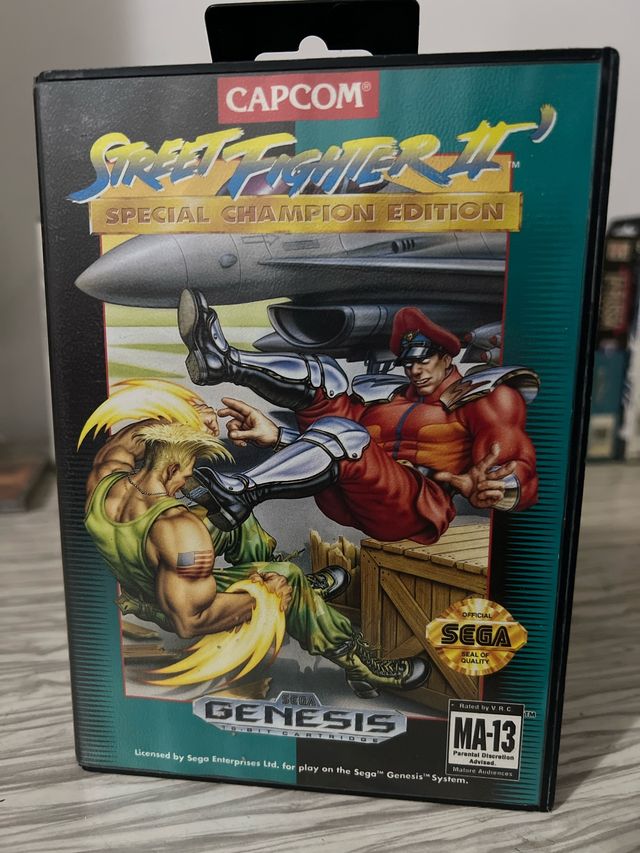 CAPCOM®
STREET FIGHTER II'™
SPECIAL CHAMPION EDITION
OFFICIAL
SEGA
SEAL OF
QUALITY
SEGA
GENESIS
16-BIT CARTRIDGE
Rated by V.R.C.
MA-13
TM
Parental Discretion
Advised.
Mature Audiences
Licensed by Sega Enterprises Ltd. for play on the Sega™ Genesis™ System.